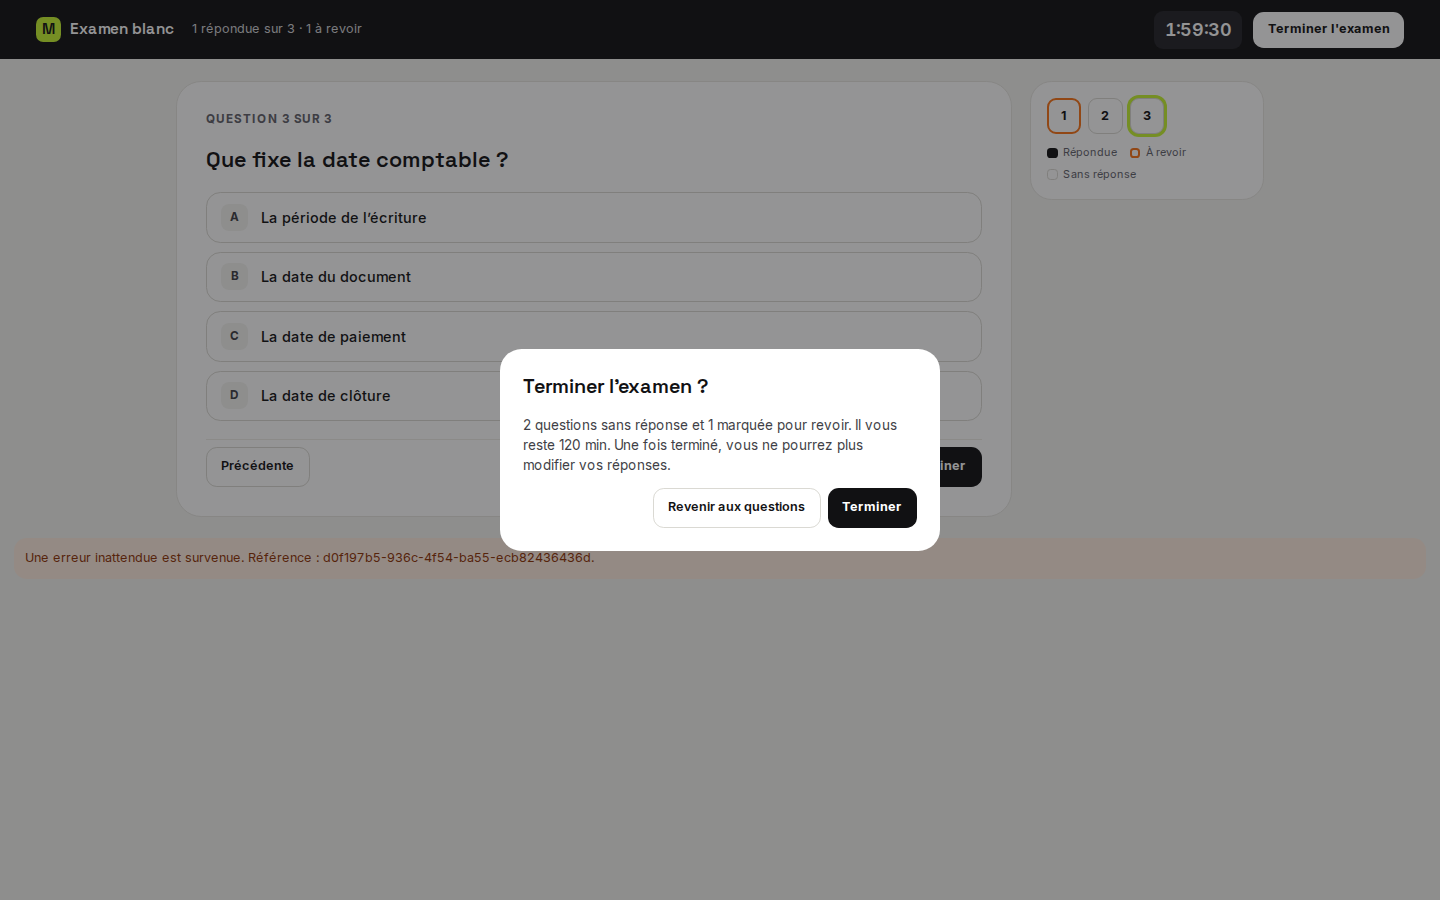 M Examen blanc 1 répondue sur 3 · 1 à revoir 1:59:30 Terminer l'examen
QUESTION 3 SUR 3
Que fixe la date comptable ?
A La période de l'écriture
B La date du document
C La date de paiement
D La date de clôture
Précédente
1 2 3
Répondue À revoir
Sans réponse
Terminer l'examen ?
2 questions sans réponse et 1 marquée pour revoir. Il vous
reste 120 min. Une fois terminé, vous ne pourrez plus
modifier vos réponses.
Revenir aux questions Terminer
Une erreur inattendue est survenue. Référence : d0f197b5-936c-4f54-ba55-ecb82436436d.